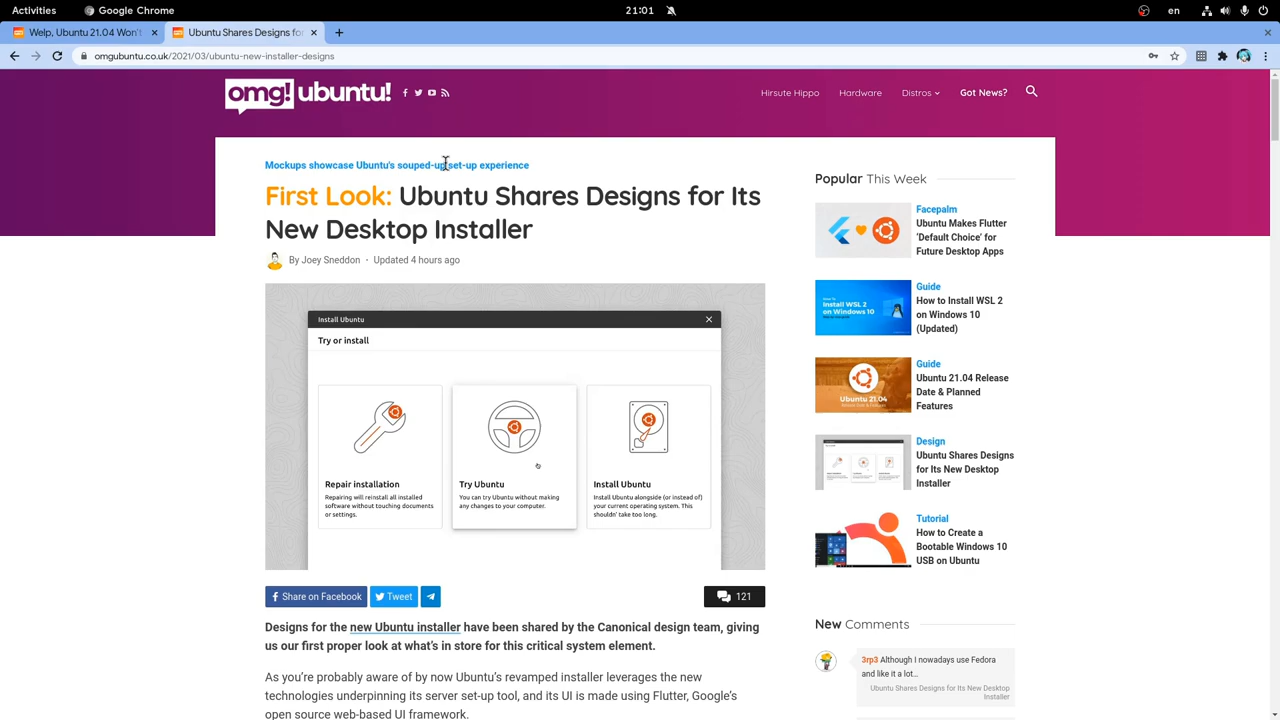 Activities
Google Chrome
21:01
en
Welp, Ubuntu 21.04 Won't
Ubuntu Shares Designs for
omgubuntu.co.uk/2021/03/ubuntu-new-installer-designs
omg! ubuntu!
Hirsute Hippo
Hardware
Distros
Got News?
Mockups showcase Ubuntu's souped-up set-up experience
First Look: Ubuntu Shares Designs for Its
New Desktop Installer
By Joey Sneddon · Updated 4 hours ago
Install Ubuntu
Try or install
Repair installation
Repairing will reinstall all installed
software without touching documents
or settings.
Try Ubuntu
You can try Ubuntu without making
any changes to your computer.
Install Ubuntu
Install Ubuntu alongside (or instead of)
your current operating system. This
shouldn' take too long.
Share on Facebook
Tweet
121
Designs for the new Ubuntu installer have been shared by the Canonical design team, giving
us our first proper look at what's in store for this critical system element.
As you're probably aware of by now Ubuntu's revamped installer leverages the new
technologies underpinning its server set-up tool, and its UI is made using Flutter, Google's
open source web-based UI framework.
Popular This Week
Facepalm
Ubuntu Makes Flutter
‘Default Choice’ for
Future Desktop Apps
Install WSL 2
on Windows 10
Guide
How to Install WSL 2
on Windows 10
(Updated)
Ubuntu 21.04
Guide
Ubuntu 21.04 Release
Date & Planned
Features
Design
Ubuntu Shares Designs
for Its New Desktop
Installer
Tutorial
How to Create a
Bootable Windows 10
USB on Ubuntu
New Comments
3rp3 Although I nowadays use Fedora
and like it a lot...
Ubuntu Shares Designs for Its New Desktop
Installer